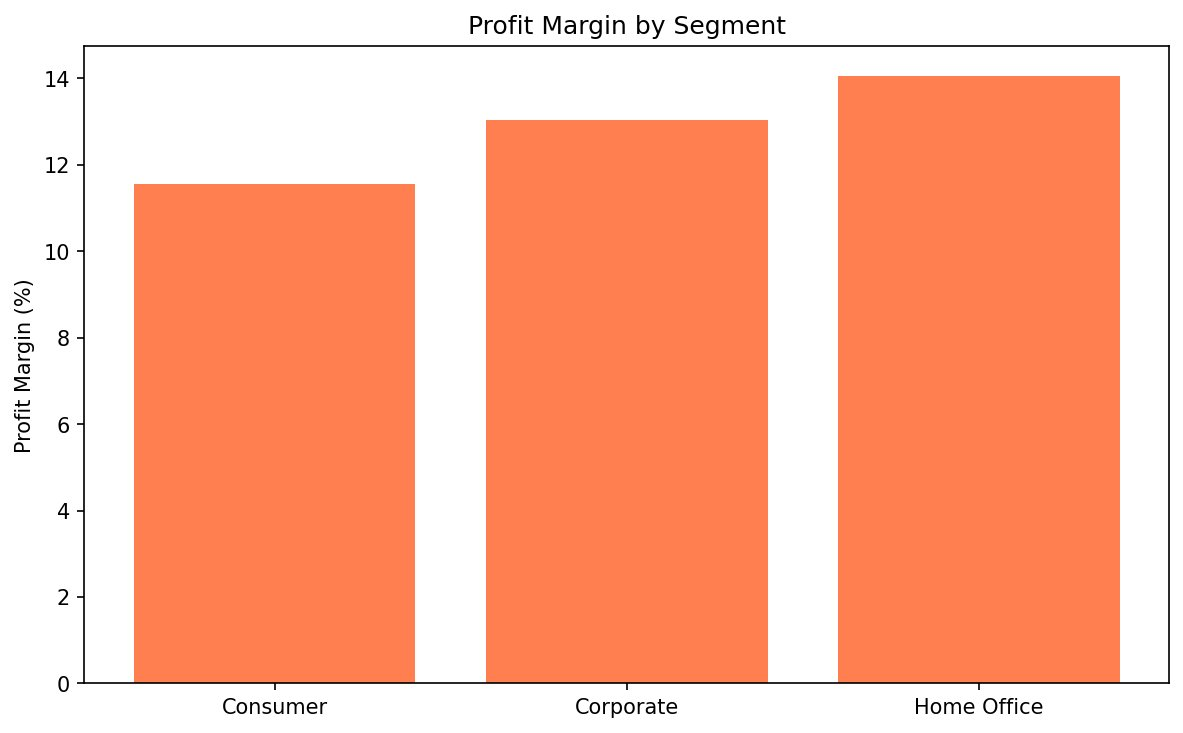 Profit Margin by Segment
Profit Margin (%)
14
12
10
8
6
4
2
0
Consumer
Corporate
Home Office